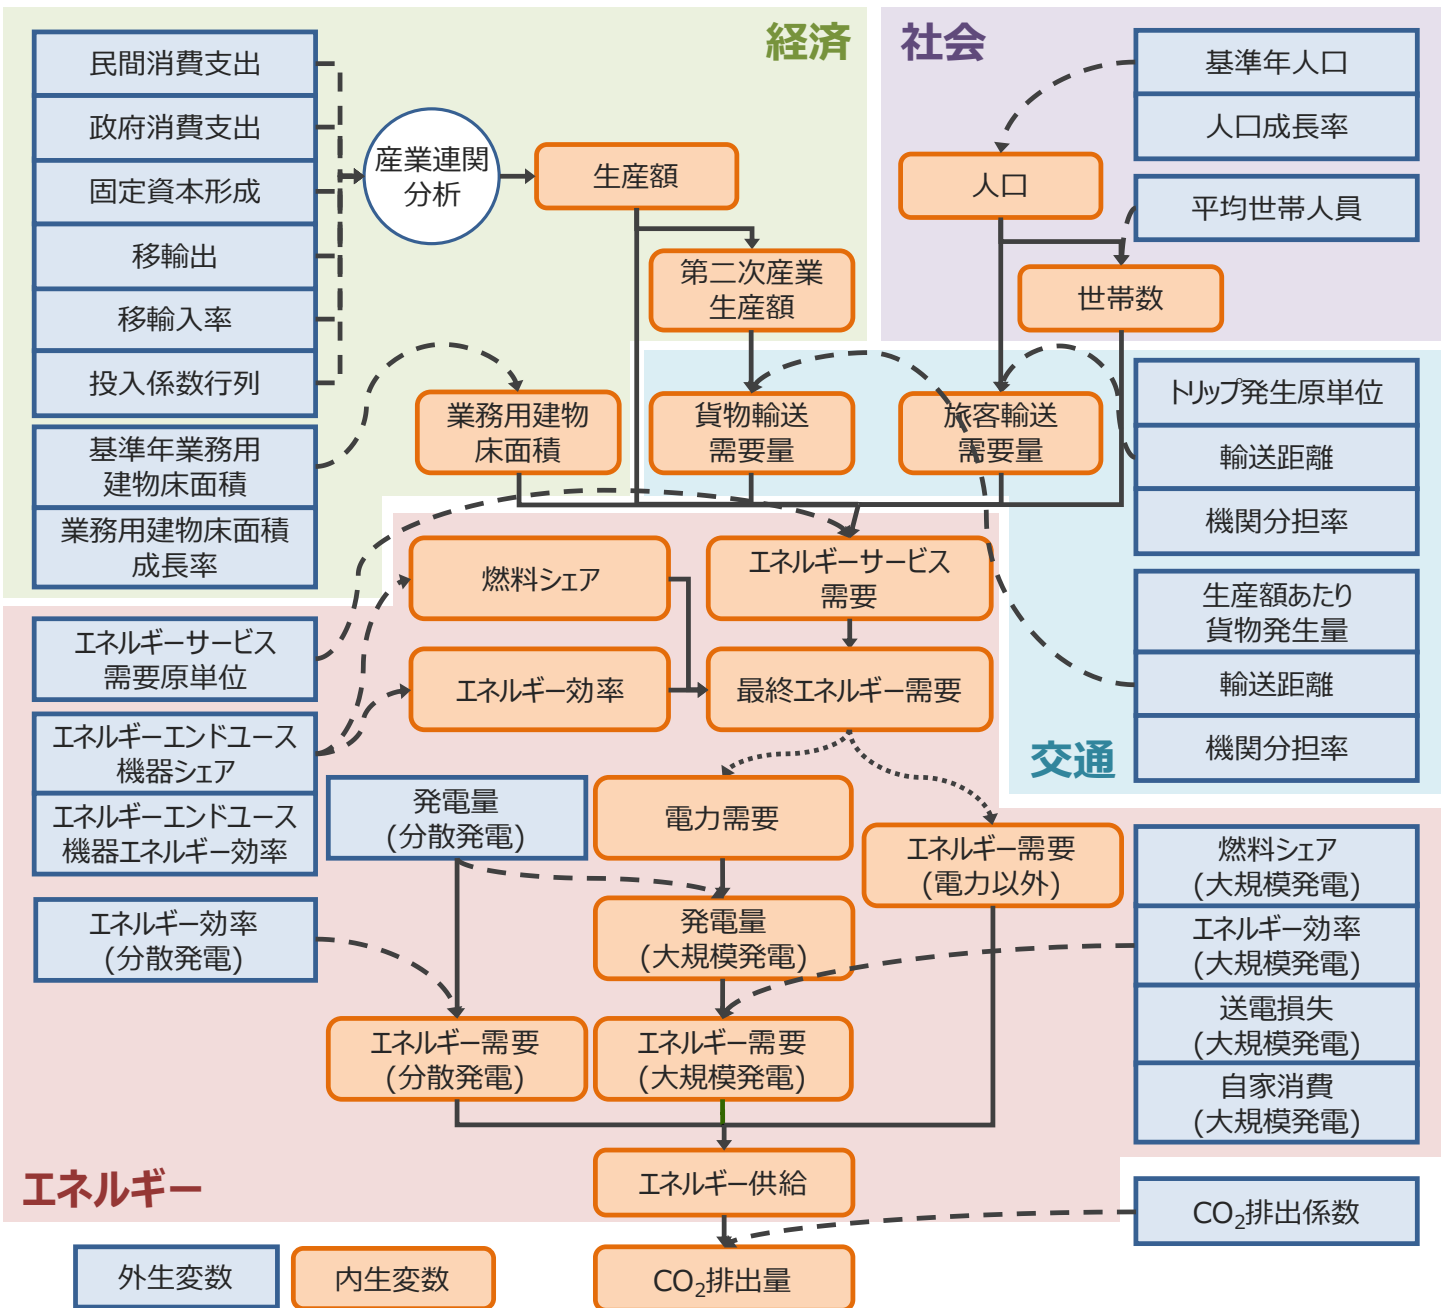 経済
民間消費支出
政府消費支出
固定資本形成
移輸出
移輸入率
投入係数行列
基準年業務用
建物床面積
業務用建物床面積
成長率
産業連関
分析
生産額
第二次産業
生産額
業務用建物
床面積
社会
基準年人口
人口成長率
平均世帯人員
人口
世帯数
貨物輸送
需要量
旅客輸送
需要量
トリップ発生原単位
輸送距離
機関分担率
生産額あたり
貨物発生量
輸送距離
機関分担率
交通
燃料シェア
エネルギーサービス
需要
エネルギー効率
最終エネルギー需要
エネルギーサービス
需要原単位
エネルギーエンドユース
機器シェア
エネルギーエンドユース
機器エネルギー効率
エネルギー効率
(分散発電)
発電量
(分散発電)
電力需要
エネルギー需要
(電力以外)
発電量
(大規模発電)
エネルギー需要
(分散発電)
エネルギー需要
(大規模発電)
燃料シェア
(大規模発電)
エネルギー効率
(大規模発電)
送電損失
(大規模発電)
自家消費
(大規模発電)
エネルギー
エネルギー供給
CO2排出係数
CO2排出量
外生変数
内生変数